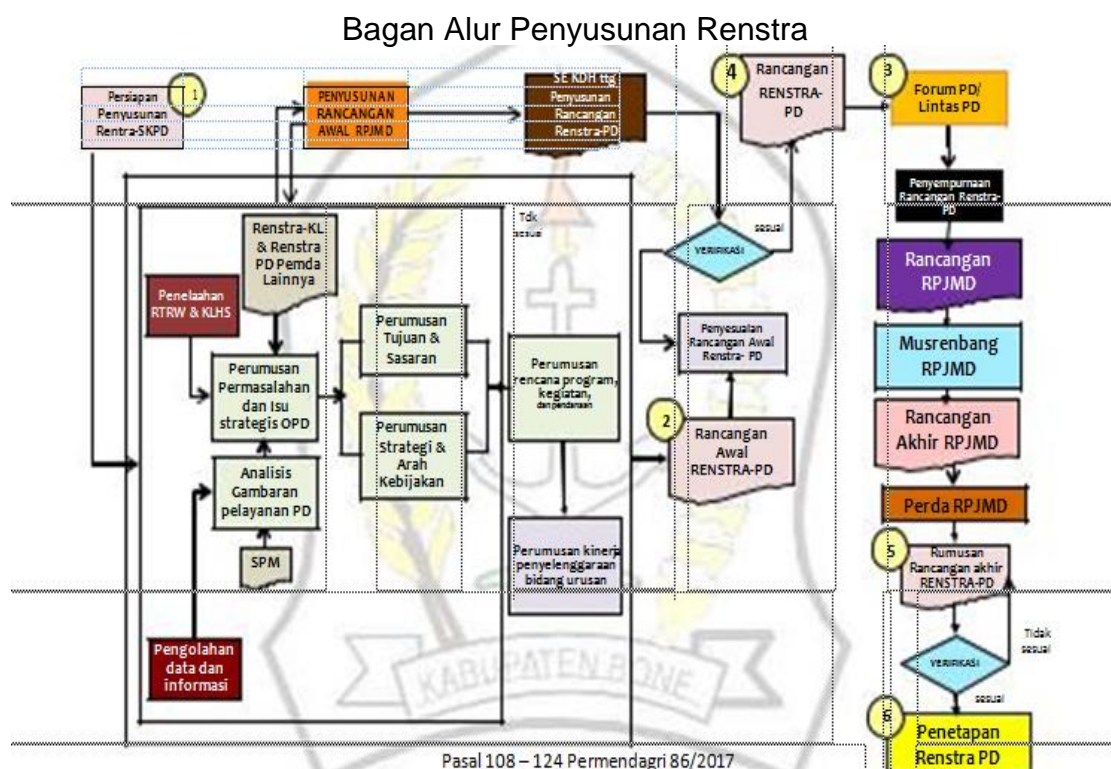 Bagan Alur Penyusunan Renstra
Persiapan
Penyusunan
Rentra-SKPD
1
PENYUSUNAN
RANCANGAN
AWAL RPJMD
SE KDH ttg
Penyusunan
Rancangan
Renstra-PD
4
Rancangan
RENSTRA-
PD
3
Forum PD/
Lintas PD
Penyempurnaan
Rancangan Renstra-
PD
Renstra-KL
& Renstra
PD Pemda
Lainnya
Penelaahan
RTRW & KLHS
Perumusan
Permasalahan
dan Isu
strategis OPD
Analisis
Gambaran
pelayanan PD
SPM
Pengolahan
data dan
informasi
Perumusan
Tujuan &
Sasaran
Perumusan
Strategi &
Arah
Kebijakan
Tdk
sesuai
Perumusan
rencana program,
kegiatan,
dan pendanaan
Perumusan kinerja
penyelenggaraan
bidang urusan
VERIFIKASI
sesuai
Penyesuaian
Rancangan Awal
Renstra- PD
2
Rancangan
Awal
RENSTRA-PD
Rancangan
RPJMD
Musrenbang
RPJMD
Rancangan
Akhir RPJMD
Perda RPJMD
5
Rumusan
Rancangan akhir
RENSTRA-PD
Tidak
sesuai
VERIFIKASI
sesuai
6
Penetapan
Renstra PD
KABUPATEN BONE
Pasal 108 – 124 Permendagri 86/2017